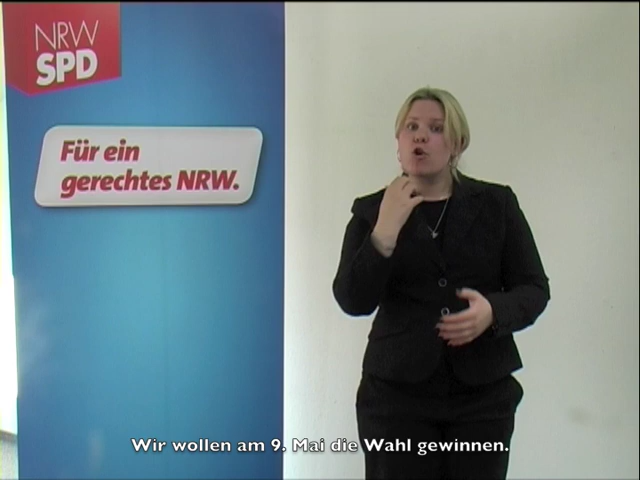 NRW
SPD
Für ein
gerechtes NRW.
Wir wollen am 9. Mai die Wahl gewinnen.